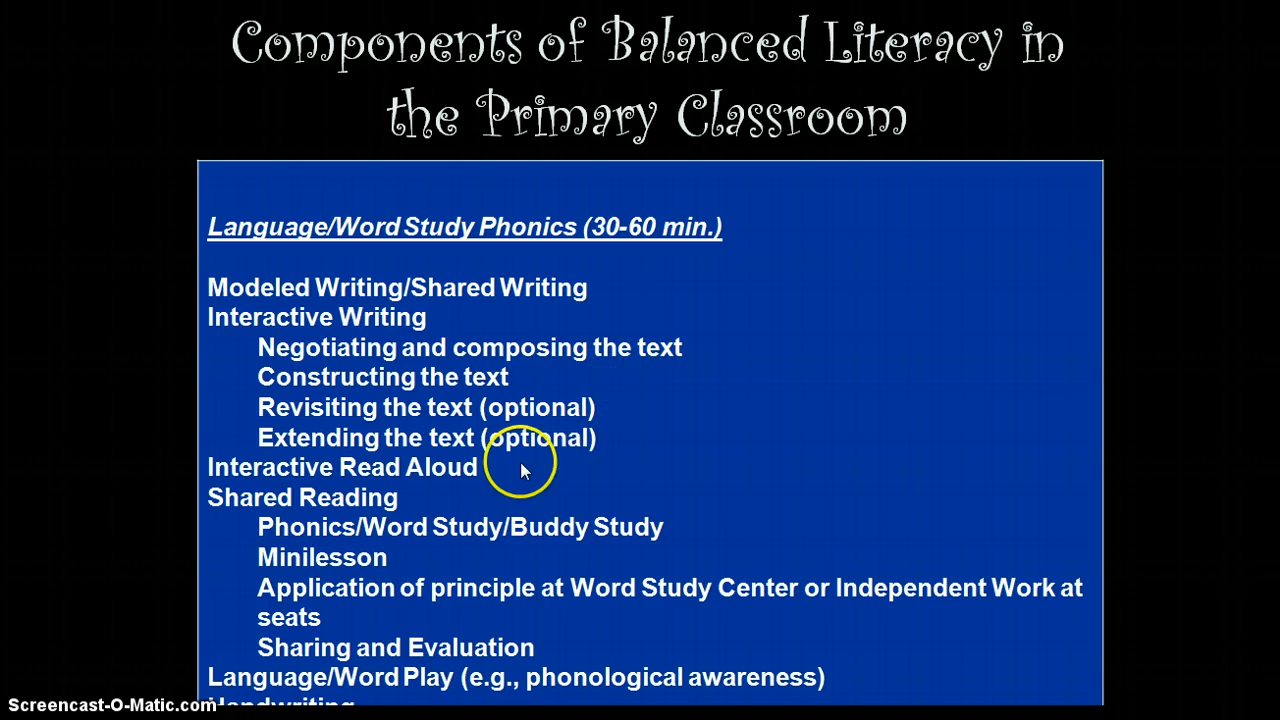 Components of Balanced Literacy in
the Primary Classroom
Language/Word Study Phonics (30-60 min.)
Modeled Writing/Shared Writing
Interactive Writing
Negotiating and composing the text
Constructing the text
Revisiting the text (optional)
Extending the text (optional)
Interactive Read Aloud
Shared Reading
Phonics/Word Study/Buddy Study
Minilesson
Application of principle at Word Study Center or Independent Work at
seats
Sharing and Evaluation
Language/Word Play (e.g., phonological awareness)
Handwriting
Screencast-O-Matic.com